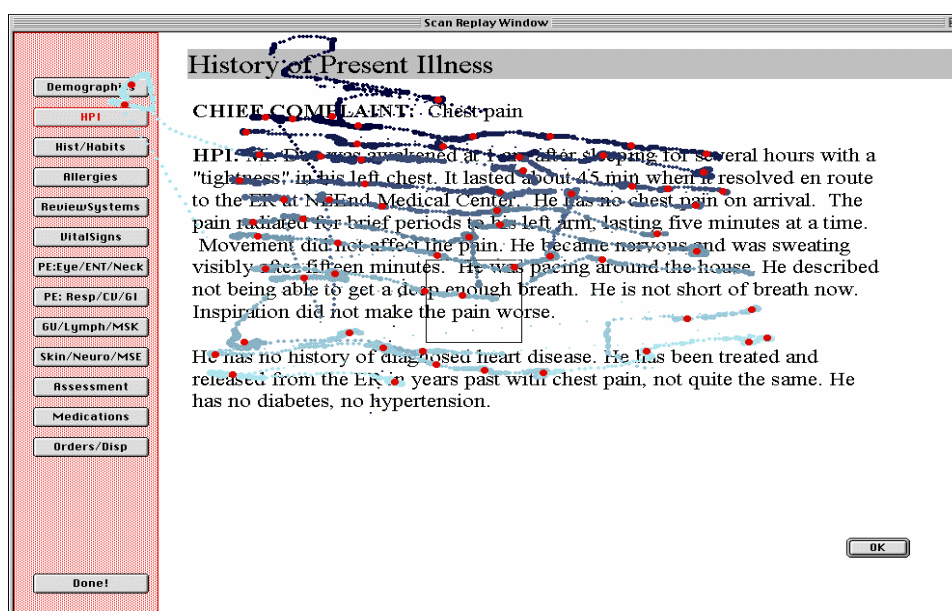 Scan Replay Window
Demographics
HPI
Hist/Habits
Allergies
ReviewSystems
VitalSigns
PE:Eye/ENT/Neck
PE: Resp/CV/GI
GU/Lymph/MSK
Skin/Neuro/MSE
Assessment
Medications
Orders/Disp
Done!
History of Present Illness
CHIEF COMPLAINT: Chest pain
HPI: Mr. was awakened at 1 am after sleeping for several hours with a
"tightness" in his left chest. It lasted about 45 min when it resolved en route
to the ER at Medical Center. He has no chest pain on arrival. The
pain radiated for brief periods to his left arm, lasting five minutes at a time.
Movement did not affect the pain. He became nervous and was sweating
visibly after fifteen minutes. He was pacing around the house. He described
not being able to get a deep enough breath. He is not short of breath now.
Inspiration did not make the pain worse.
He has no history of diagnosed heart disease. He has been treated and
released from the ER in years past with chest pain, not quite the same. He
has no diabetes, no hypertension.
OK